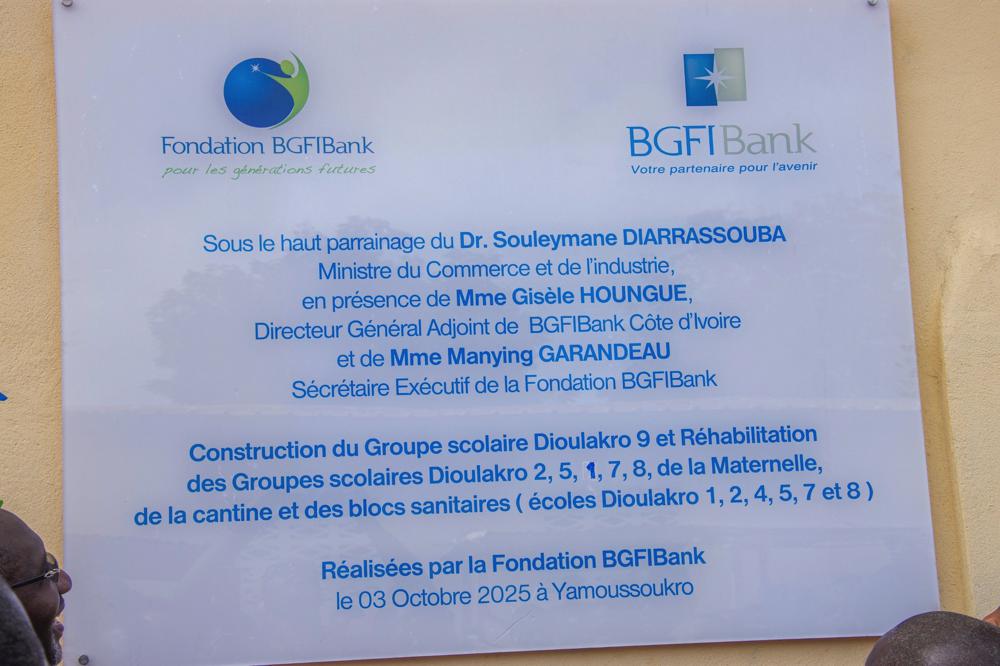 Fondation BGFIBank
pour les générations futures
BGFIBank
Votre partenaire pour l'avenir
Sous le haut parrainage du Dr. Souleymane DIARRASSOUBA
Ministre du Commerce et de l'industrie,
en présence de Mme Gisèle HOUNGUE,
Directeur Général Adjoint de BGFIBank Côte d'Ivoire
et de Mme Manying GARANDEAU
Sécrétaire Exécutif de la Fondation BGFIBank
Construction du Groupe scolaire Dioulakro 9 et Réhabilitation
des Groupes scolaires Dioulakro 2, 5, 1, 7, 8, de la Maternelle,
de la cantine et des blocs sanitaires ( écoles Dioulakro 1, 2, 4, 5, 7 et 8 )
Réalisées par la Fondation BGFIBank
le 03 Octobre 2025 à Yamoussoukro